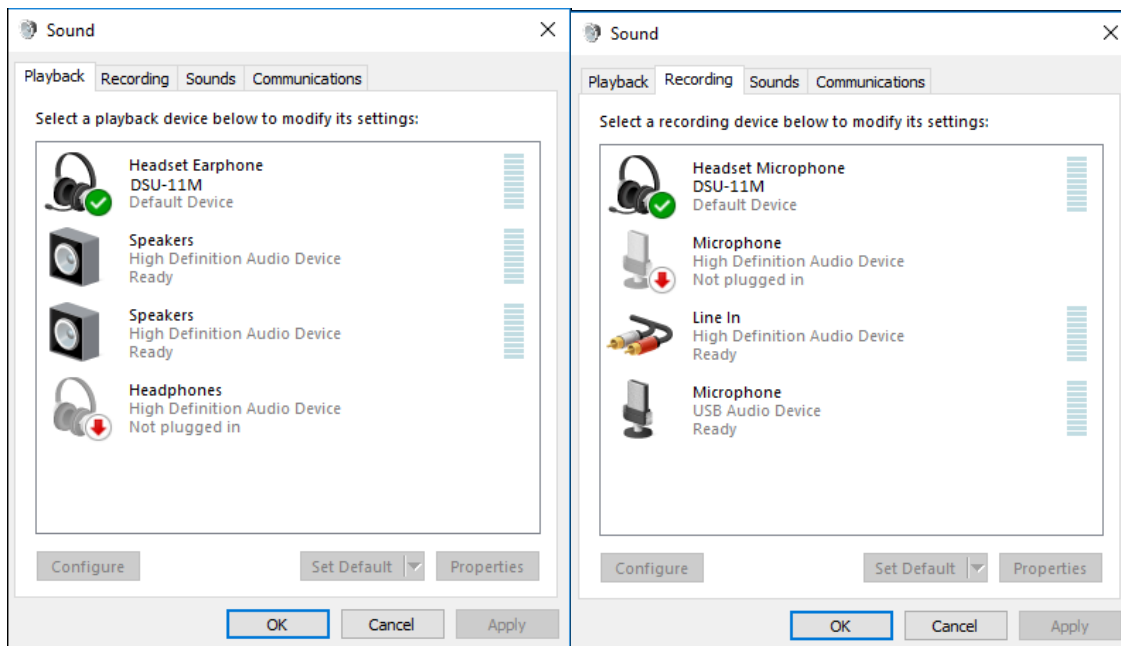 Sound
Playback Recording Sounds Communications
Select a playback device below to modify its settings:
Headset Earphone
DSU-11M
Default Device
Speakers
High Definition Audio Device
Ready
Speakers
High Definition Audio Device
Ready
Headphones
High Definition Audio Device
Not plugged in
Configure Set Default Properties
OK Cancel Apply
Sound
Playback Recording Sounds Communications
Select a recording device below to modify its settings:
Headset Microphone
DSU-11M
Default Device
Microphone
High Definition Audio Device
Not plugged in
Line In
High Definition Audio Device
Ready
Microphone
USB Audio Device
Ready
Configure Set Default Properties
OK Cancel Apply